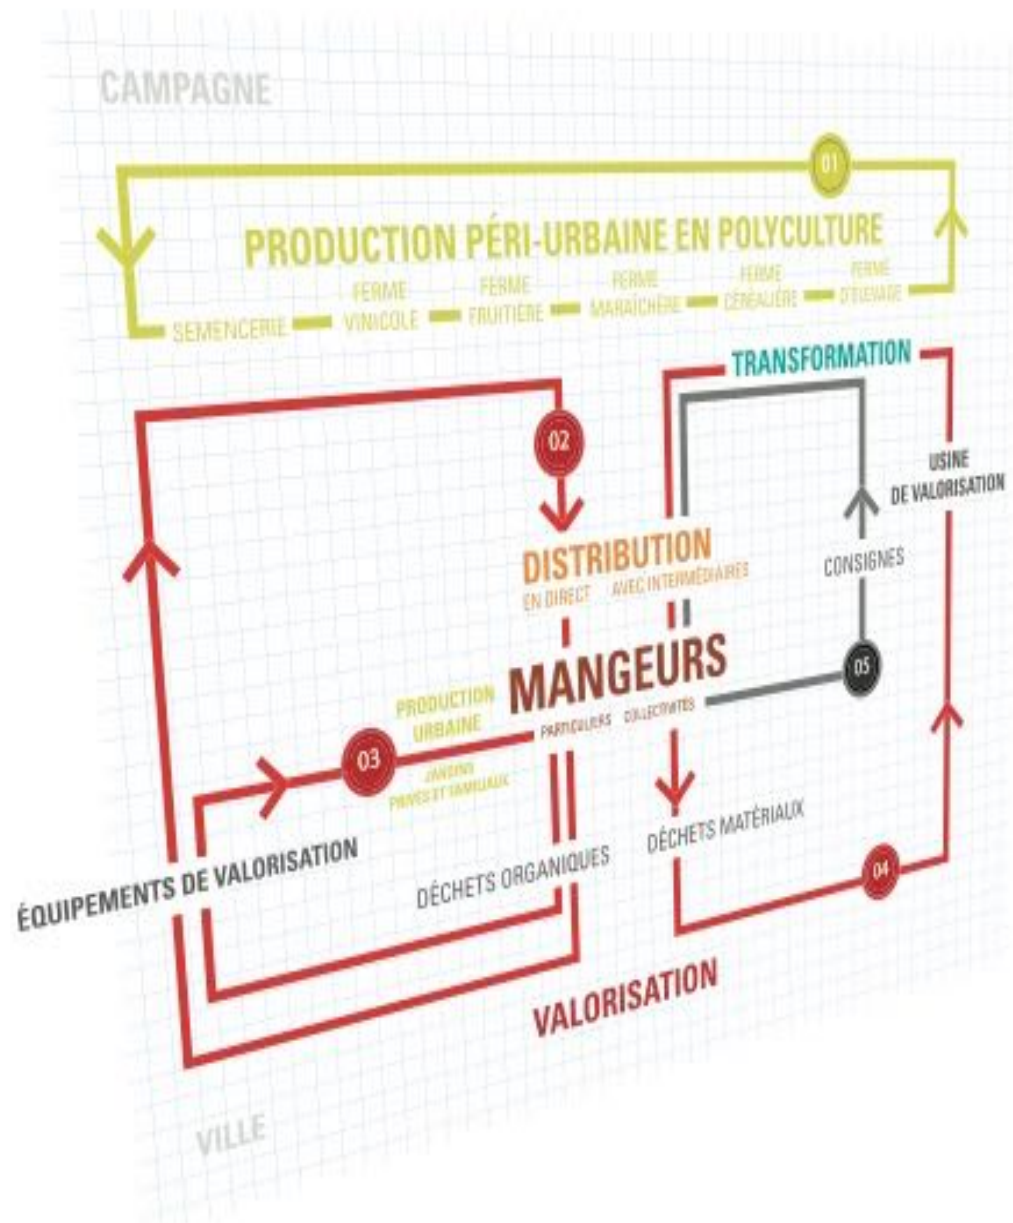 CAMPAGNE
01
PRODUCTION PÉRI-URBAINE EN POLYCULTURE
SEMENCERIE
FERME
VINICOLE
FERME
FRUITIÈRE
FERME
MARAÎCHÈRE
FERME
CÉRÉALIÈRE
FERME
D'ÉLEVAGE
TRANSFORMATION
02
USINE
DE VALORISATION
DISTRIBUTION
EN DIRECT AVEC INTERMÉDIAIRES
CONSIGNES
MANGEURS
PARTICULIERS COLLECTIVITÉS
05
PRODUCTION
URBAINE
03
JARDINS
PRIVÉS ET FAMILIAUX
ÉQUIPEMENTS DE VALORISATION
DÉCHETS ORGANIQUES
DÉCHETS MATÉRIAUX
04
VALORISATION
VILLE